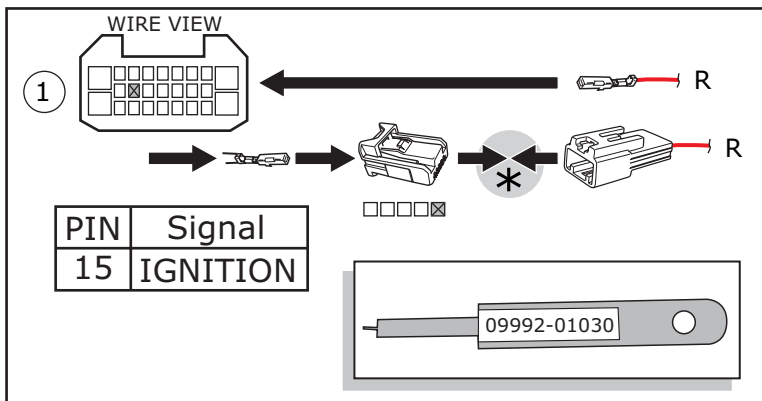 WIRE VIEW
1
R
*
R
PIN Signal
15 IGNITION
09992-01030